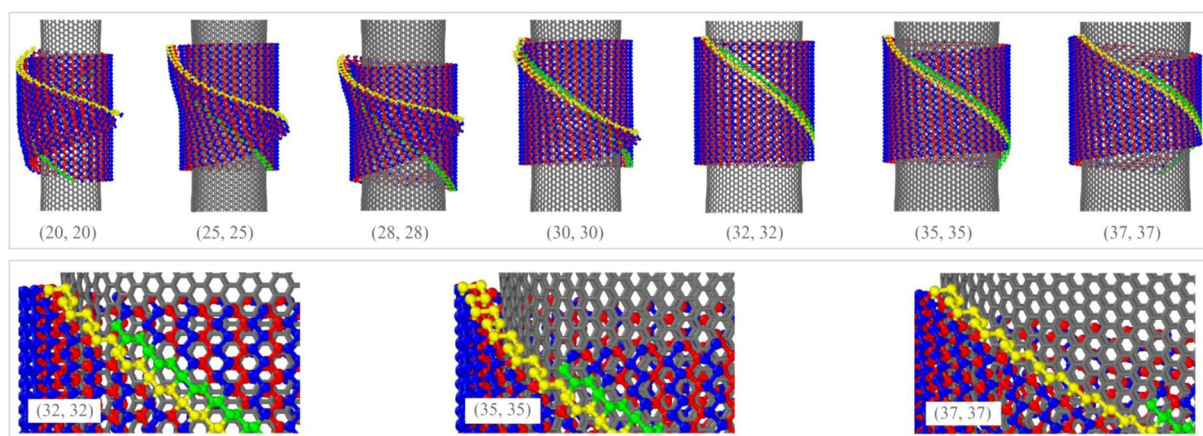 (20, 20) (25, 25) (28, 28) (30, 30) (32, 32) (35, 35) (37, 37)
(32, 32) (35, 35) (37, 37)